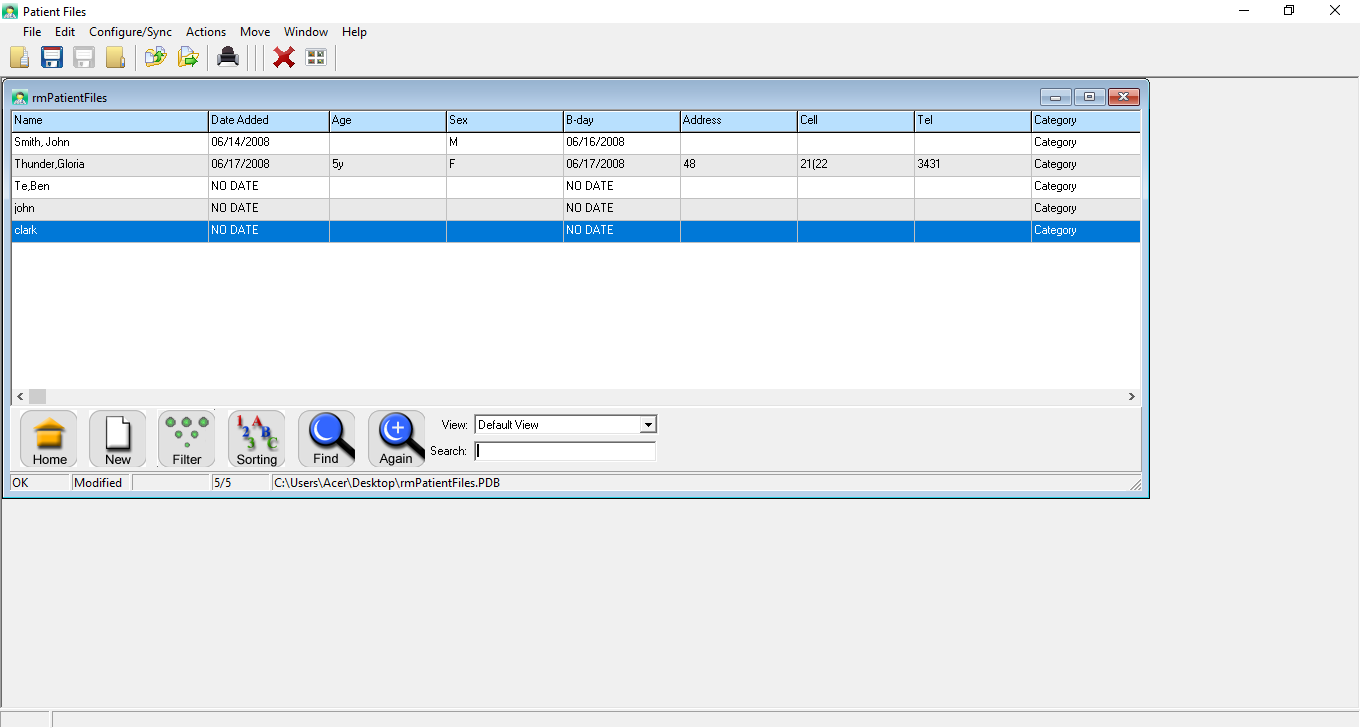 Patient Files
File Edit Configure/Sync Actions Move Window Help
rmPatientFiles
Name Date Added Age Sex B-day Address Cell Tel Category
Smith, John 06/14/2008 M 06/16/2008 Category
Thunder,Gloria 06/17/2008 5y F 06/17/2008 48 21(22 3431 Category
Te,Ben NO DATE NO DATE Category
john NO DATE NO DATE Category
clark NO DATE NO DATE Category
Home New Filter 1 2 3 A B C Sorting Find Again
View: Default View
Search:
OK Modified 5/5 C:\Users\Acer\Desktop\rmPatientFiles.PDB